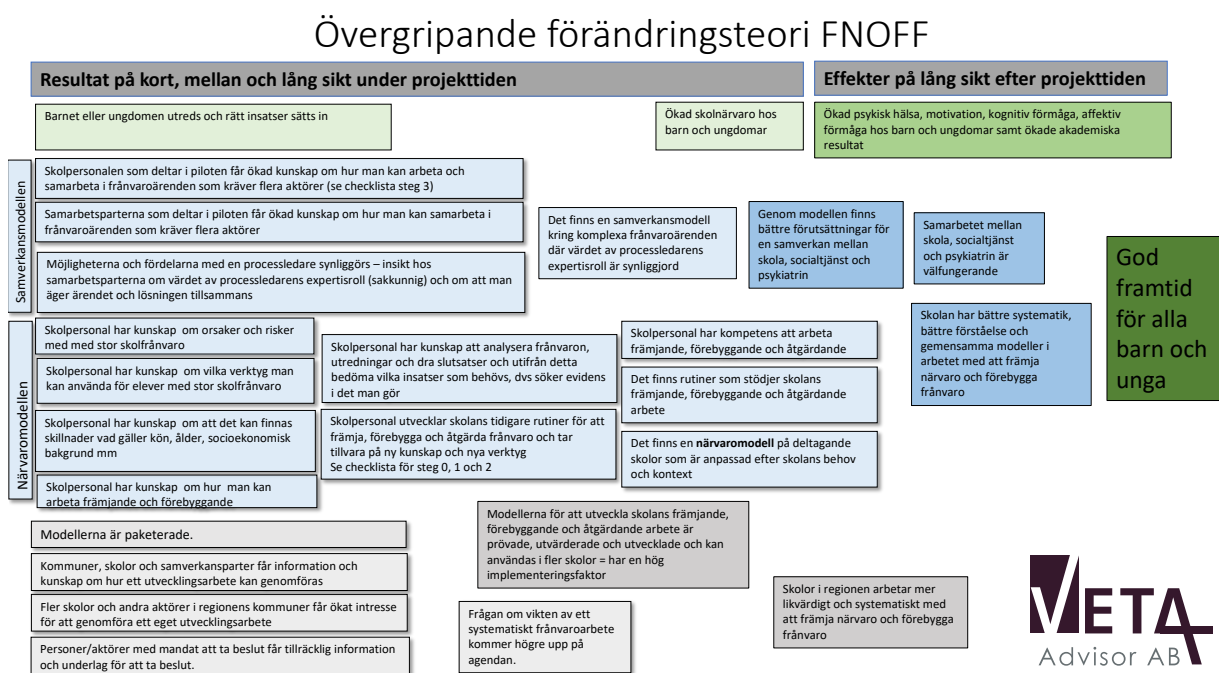 Övergripande förändringsteori FNOFF
Resultat på kort, mellan och lång sikt under projekttiden
Effekter på lång sikt efter projekttiden
Barnet eller ungdomen utreds och rätt insatser sätts in
Ökad skolnärvaro hos
barn och ungdomar
Ökad psykisk hälsa, motivation, kognitiv förmåga, affektiv
förmåga hos barn och ungdomar samt ökade akademiska
resultat
Samverkansmodellen
Skolpersonalen som deltar i piloten får ökad kunskap om hur man kan arbeta och
samarbeta i frånvaroärenden som kräver flera aktörer (se checklista steg 3)
Samarbetsparterna som deltar i piloten får ökad kunskap om hur man kan samarbeta i
frånvaroärenden som kräver flera aktörer
Möjligheterna och fördelarna med en processledare synliggörs – insikt hos
samarbetsparterna om värdet av processledarens expertisroll (sakkunnig) och om att man
äger ärendet och lösningen tillsammans
Det finns en samverkansmodell
kring komplexa frånvaroärenden
där värdet av processledarens
expertisroll är synliggjord
Genom modellen finns
bättre förutsättningar för
en samverkan mellan
skola, socialtjänst och
psykiatrin
Samarbetet mellan
skola, socialtjänst
och psykiatrin är
välfungerande
God
framtid
för alla
barn och
unga
Närvaromodellen
Skolpersonal har kunskap om orsaker och risker
med med stor skolfrånvaro
Skolpersonal har kunskap om vilka verktyg man
kan använda för elever med stor skolfrånvaro
Skolpersonal har kunskap om att det kan finnas
skillnader vad gäller kön, ålder, socioekonomisk
bakgrund mm
Skolpersonal har kunskap om hur man kan
arbeta främjande och förebyggande
Skolpersonal har kunskap att analysera frånvaron,
utredningar och dra slutsatser och utifrån detta
bedöma vilka insatser som behövs, dvs söker evidens
i det man gör
Skolpersonal utvecklar skolans tidigare rutiner för att
främja, förebygga och åtgärda frånvaro och tar
tillvara på ny kunskap och nya verktyg
Se checklista för steg 0, 1 och 2
Skolpersonal har kompetens att arbeta
främjande, förebyggande och åtgärdande
Det finns rutiner som stödjer skolans
främjande, förebyggande och åtgärdande
arbete
Det finns en närvaromodell på deltagande
skolor som är anpassad efter skolans behov
och kontext
Skolan har bättre systematik,
bättre förståelse och
gemensamma modeller i
arbetet med att främja
närvaro och förebygga
frånvaro
Modellerna är paketerade.
Kommuner, skolor och samverkansparter får information och
kunskap om hur ett utvecklingsarbete kan genomföras
Fler skolor och andra aktörer i regionens kommuner får ökat intresse
för att genomföra ett eget utvecklingsarbete
Personer/aktörer med mandat att ta beslut får tillräcklig information
och underlag för att ta beslut.
Modellerna för att utveckla skolans främjande,
förebyggande och åtgärdande arbete är
prövade, utvärderade och utvecklade och kan
användas i fler skolor = har en hög
implementeringsfaktor
Frågan om vikten av ett
systematiskt frånvaroarbete
kommer högre upp på
agendan.
Skolor i regionen arbetar mer
likvärdigt och systematiskt med
att främja närvaro och förebygga
frånvaro
META
Advisor AB